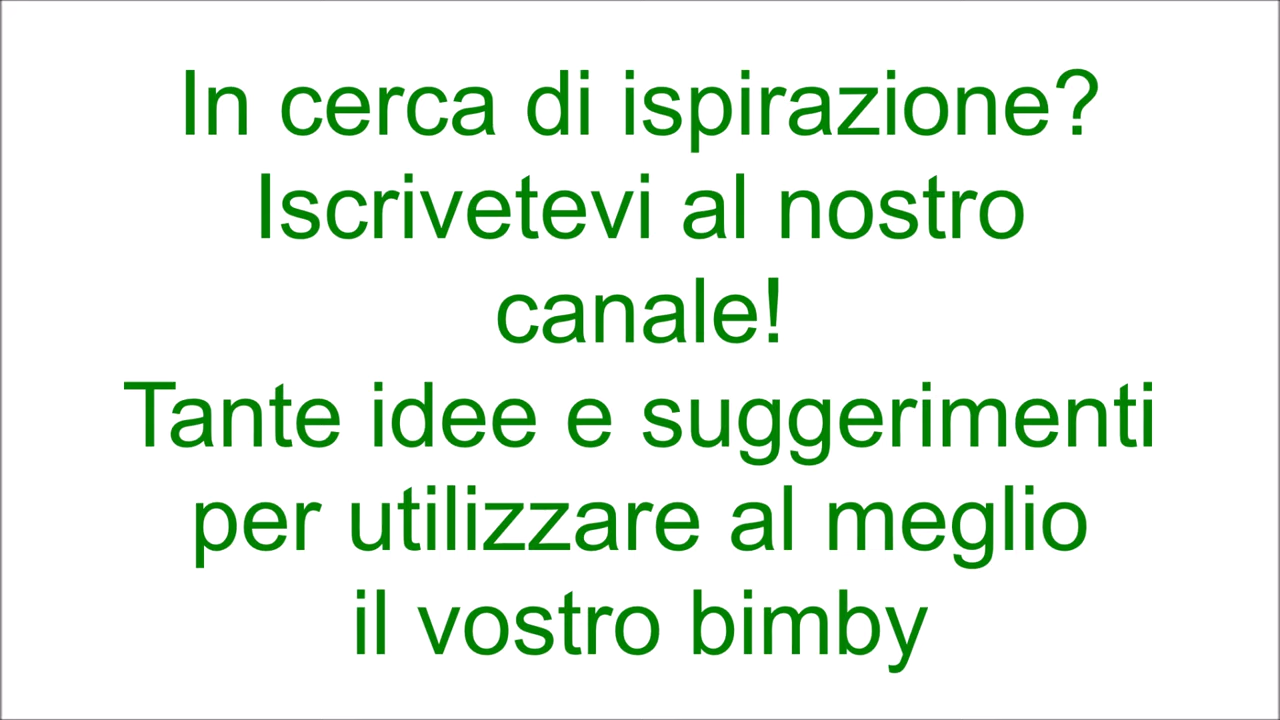 In cerca di ispirazione?
Iscrivetevi al nostro
canale!
Tante idee e suggerimenti
per utilizzare al meglio
il vostro bimby